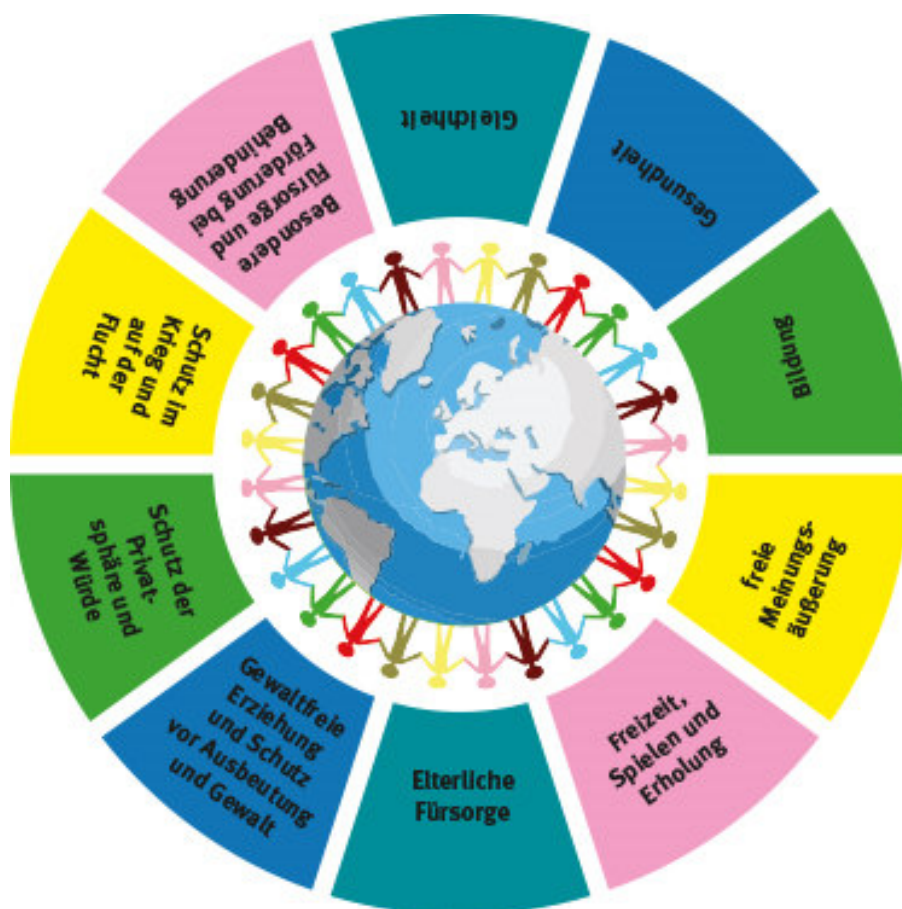 Gleichheit
Gesundheit
Bildung
freie
Meinungs-
äußerung
Freizeit,
Spielen und
Erholung
Elterliche
Fürsorge
Gewaltfreie
Erziehung
und Schutz
vor Ausbeutung
und Gewalt
Schutz der
Privat-
sphäre und
Würde
Schutz im
Krieg und
auf der
Flucht
Besondere
Fürsorge und
Förderung bei
Behinderung